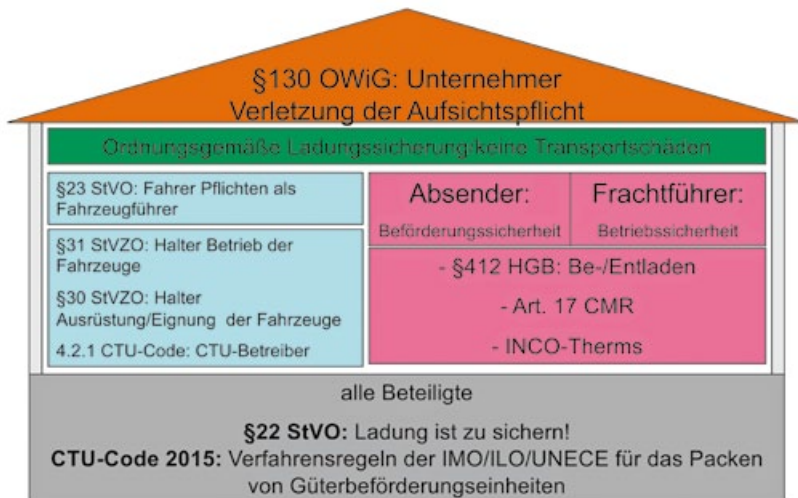 §130 OWiG: Unternehmer
Verletzung der Aufsichtspflicht
Ordnungsgemäße Ladungssicherung:keine Transportschäden
§23 StVO: Fahrer Pflichten als
Fahrzeugführer
§31 StVZO: Halter Betrieb der
Fahrzeuge
§30 StVZO: Halter
Ausrüstung/Eignung der Fahrzeuge
4.2.1 CTU-Code: CTU-Betreiber
Absender:
Beförderungssicherheit
Frachtführer:
Betriebssicherheit
- §412 HGB: Be-/Entladen
- Art. 17 CMR
- INCO-Therms
alle Beteiligte
§22 StVO: Ladung ist zu sichern!
CTU-Code 2015: Verfahrensregeln der IMO/ILO/UNECE für das Packen
von Güterbeförderungseinheiten